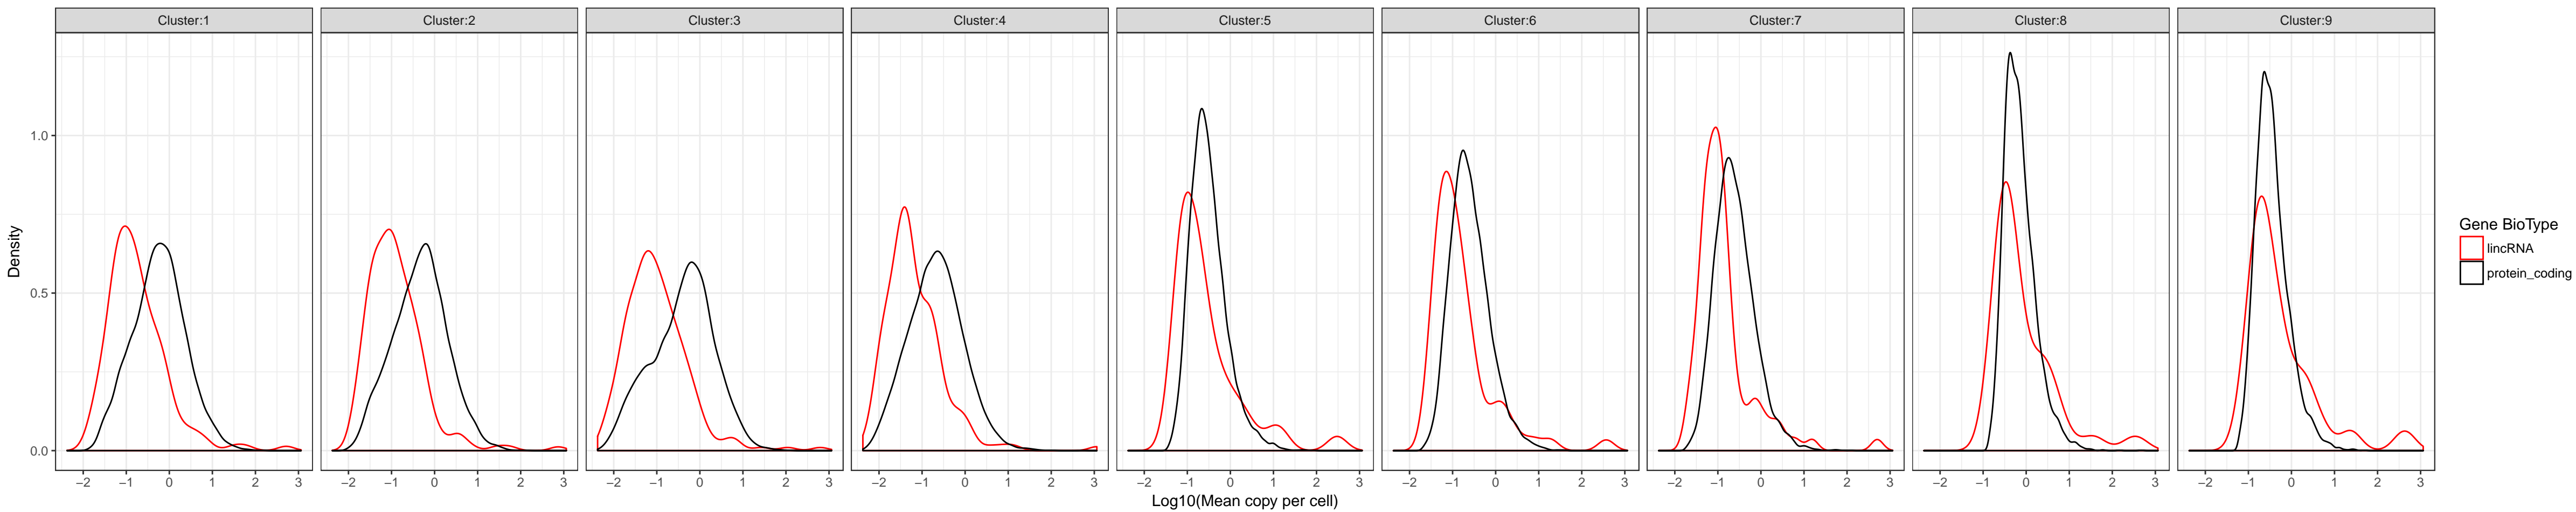 Cluster:1 Cluster:2 Cluster:3 Cluster:4 Cluster:5 Cluster:6 Cluster:7 Cluster:8 Cluster:9
1.0
0.5
0.0
Density
−2 −1 0 1 2 3 −2 −1 0 1 2 3 −2 −1 0 1 2 3 −2 −1 0 1 2 3 −2 −1 0 1 2 3 −2 −1 0 1 2 3 −2 −1 0 1 2 3 −2 −1 0 1 2 3 −2 −1 0 1 2 3
Log10(Mean copy per cell)
Gene BioType
lincRNA
protein_coding